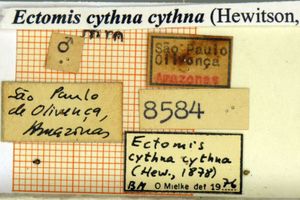 Ectomis cythna cythna (Hewitson,
♂
São Paulo
Olivença
Amazonas
São Paulo
de Olivença,
Amazonas
8584
Ectomis
cythna cythna
(Hew., 1878)
BM O Mielke det 1976